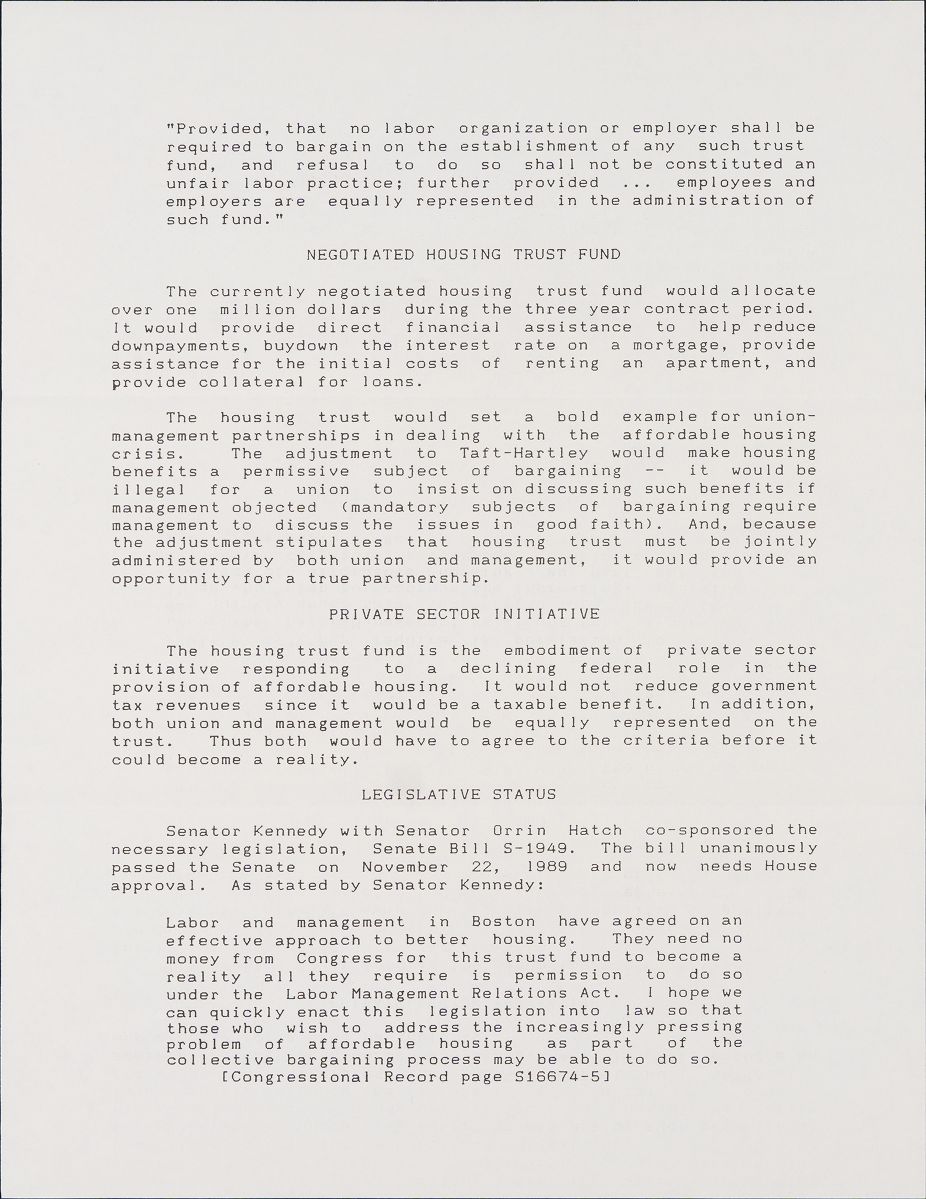 "Provided, that no labor organization or employer shall be
required to bargain on the establishment of any such trust
fund, and refusal to do so shall not be constituted an
unfair labor practice; further provided ... employees and
employers are equally represented in the administration of
such fund."
NEGOTIATED HOUSING TRUST FUND
The currently negotiated housing trust fund would allocate
over one million dollars during the three year contract period.
It would provide direct financial assistance to help reduce
downpayments, buydown the interest rate on a mortgage, provide
assistance for the initial costs of renting an apartment, and
provide collateral for loans.
The housing trust would set a bold example for union-
management partnerships in dealing with the affordable housing
crisis. The adjustment to Taft-Hartley would make housing
benefits a permissive subject of bargaining -- it would be
illegal for a union to insist on discussing such benefits if
management objected (mandatory subjects of bargaining require
management to discuss the issues in good faith). And, because
the adjustment stipulates that housing trust must be jointly
administered by both union and management, it would provide an
opportunity for a true partnership.
PRIVATE SECTOR INITIATIVE
The housing trust fund is the embodiment of private sector
initiative responding to a declining federal role in the
provision of affordable housing. It would not reduce government
tax revenues since it would be a taxable benefit. In addition,
both union and management would be equally represented on the
trust. Thus both would have to agree to the criteria before it
could become a reality.
LEGISLATIVE STATUS
Senator Kennedy with Senator Orrin Hatch co-sponsored the
necessary legislation, Senate Bill S-1949. The bill unanimously
passed the Senate on November 22, 1989 and now needs House
approval. As stated by Senator Kennedy:
Labor and management in Boston have agreed on an
effective approach to better housing. They need no
money from Congress for this trust fund to become a
reality all they require is permission to do so
under the Labor Management Relations Act. I hope we
can quickly enact this legislation into law so that
those who wish to address the increasingly pressing
problem of affordable housing as part of the
collective bargaining process may be able to do so.
[Congressional Record page S16674-5]